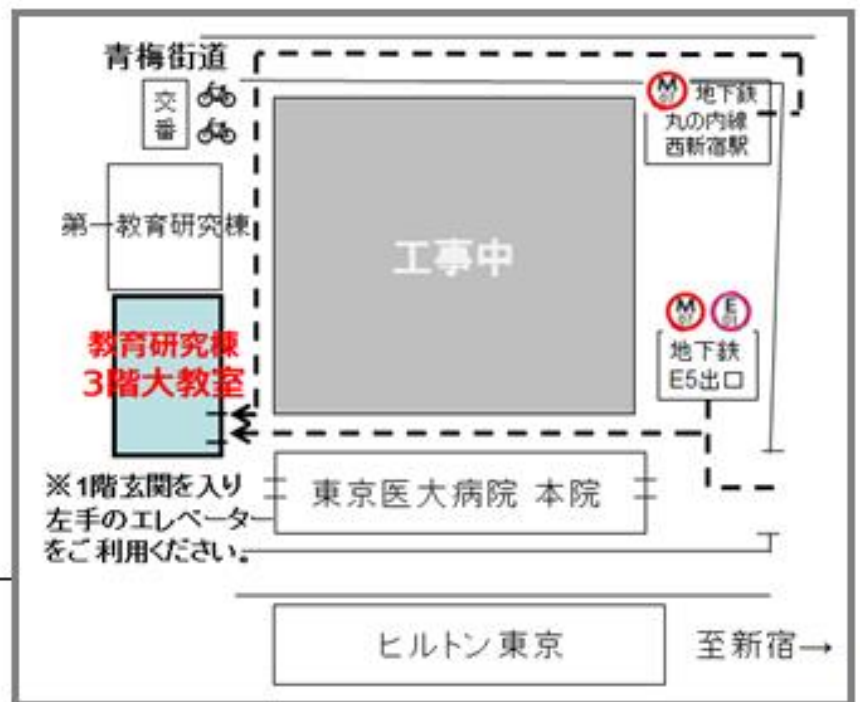 青梅街道
交
番
M
07
地下鉄
丸の内線
西新宿駅
第一教育研究棟
工事中
M
07
E
01
地下鉄
E5出口
教育研究棟
3階大教室
※1階玄関を入り
左手のエレベーター
をご利用ください。
東京医大病院 本院
ヒルトン東京
至新宿→